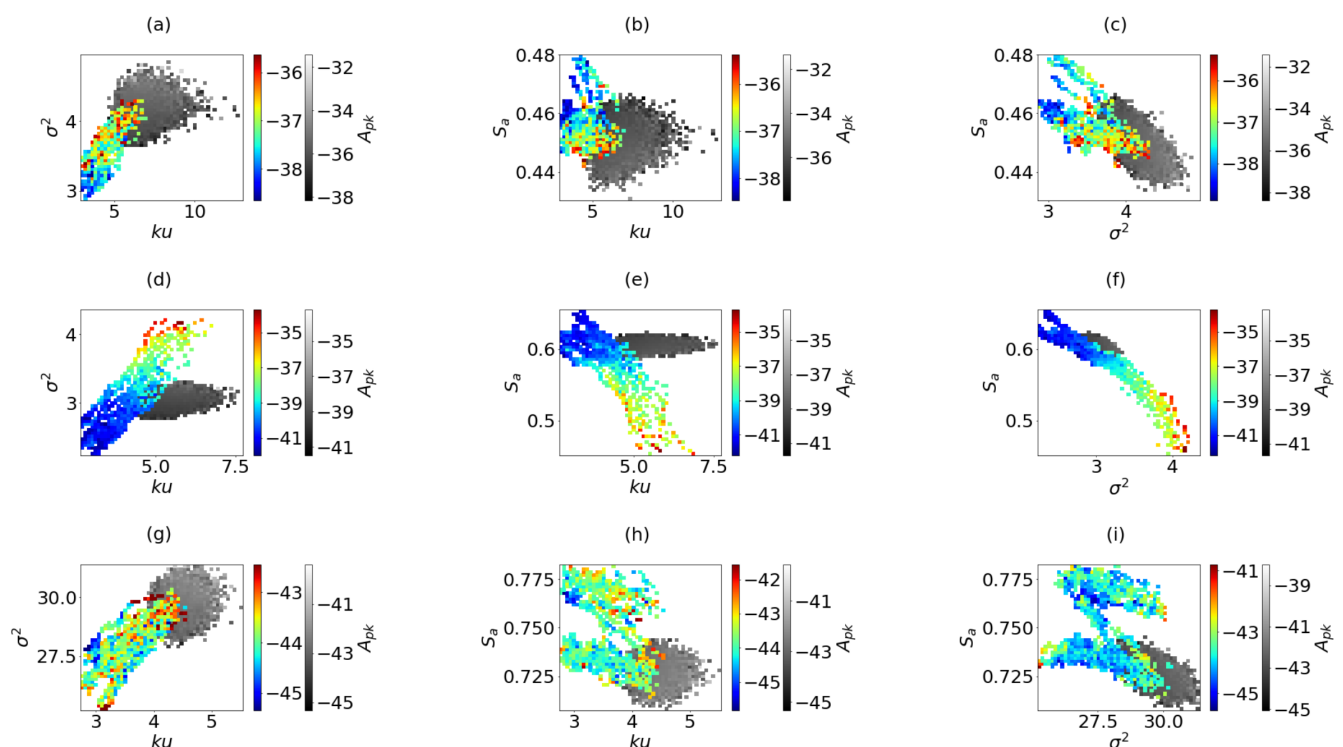 (a)
σ²
4
3
5
10
ku
−36
−37
−38
−32
−34
−36
−38
A_pk
(b)
S_a
0.48
0.46
0.44
5
10
ku
−36
−37
−38
−32
−34
−36
A_pk
(c)
S_a
0.48
0.46
0.44
3
4
σ²
−36
−37
−38
−32
−34
−36
−38
A_pk
(d)
σ²
4
3
5.0
7.5
ku
−35
−37
−39
−41
−35
−37
−39
−41
A_pk
(e)
S_a
0.6
0.5
5.0
7.5
ku
−35
−37
−39
−41
−35
−37
−39
−41
A_pk
(f)
S_a
0.6
0.5
3
4
σ²
−35
−37
−39
−41
−35
−37
−39
−41
A_pk
(g)
σ²
30.0
27.5
3
4
5
ku
−43
−44
−45
−41
−43
−45
A_pk
(h)
S_a
0.775
0.750
0.725
3
4
5
ku
−42
−43
−44
−45
−41
−43
−45
A_pk
(i)
S_a
0.775
0.750
0.725
27.5
30.0
σ²
−41
−43
−45
−39
−41
−43
−45
A_pk